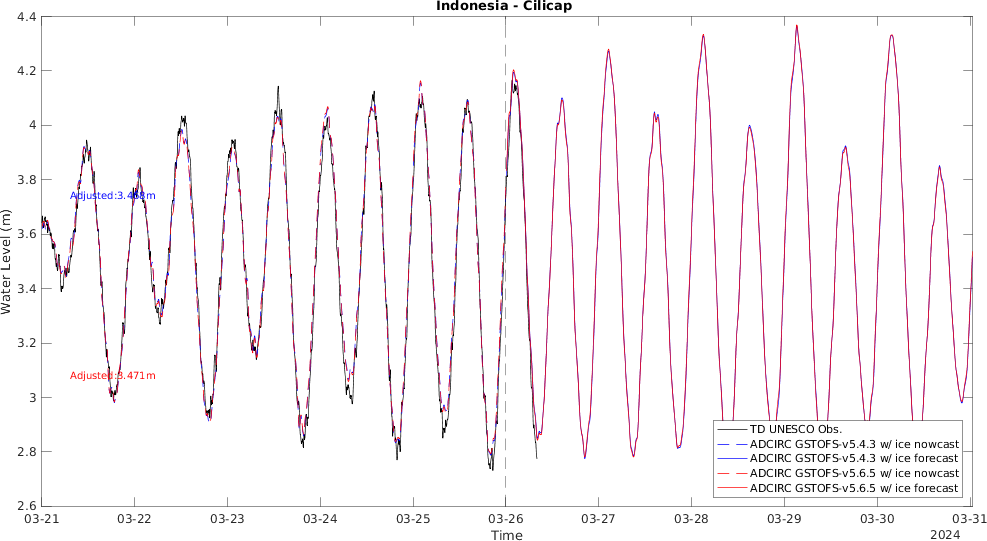 Indonesia - Cilicap
4.4
4.2
4
3.8
3.6
3.4
3.2
3
2.8
2.6
Water Level (m)
Adjusted:3.468m
Adjusted:3.471m
TD UNESCO Obs.
ADCIRC GSTOFS-v5.4.3 w/ ice nowcast
ADCIRC GSTOFS-v5.4.3 w/ ice forecast
ADCIRC GSTOFS-v5.6.5 w/ ice nowcast
ADCIRC GSTOFS-v5.6.5 w/ ice forecast
03-21 03-22 03-23 03-24 03-25 03-26 03-27 03-28 03-29 03-30 03-31
Time
2024